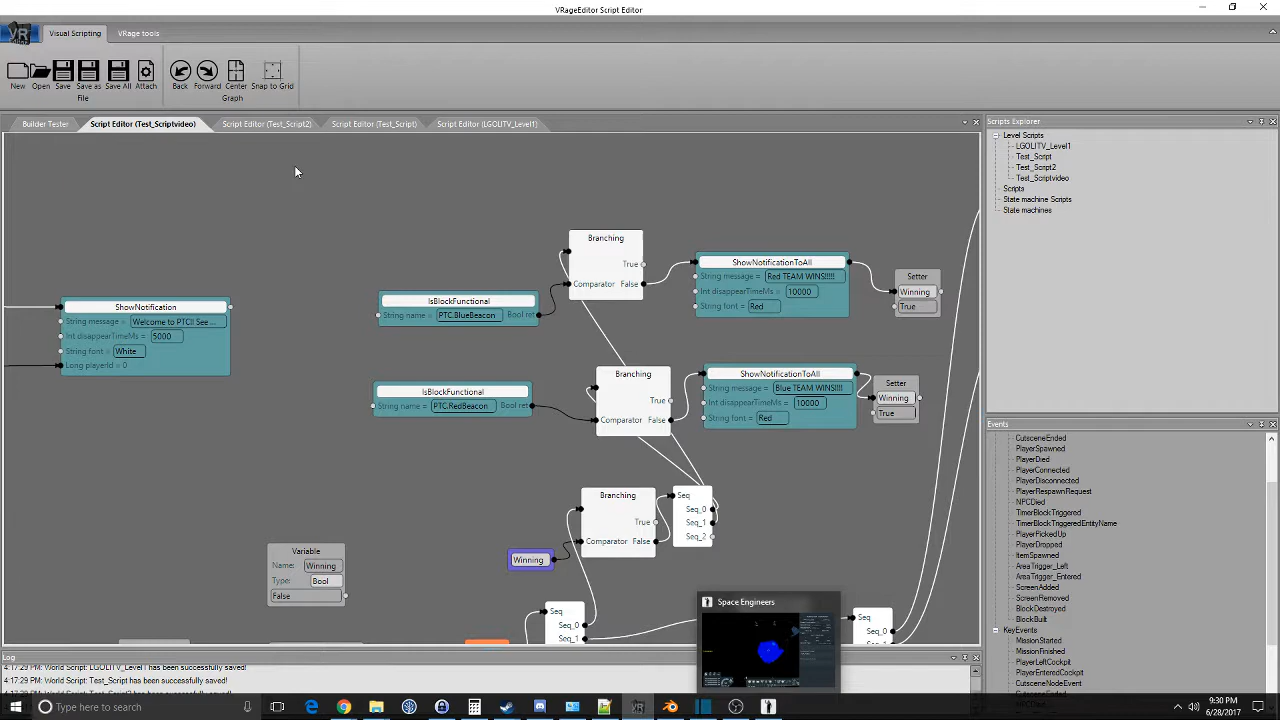 VRageEditor Script Editor
Visual Scripting
VRage tools
New
Open
Save
Save as
Save All
Attach
Back
Forward
Center
Snap to Grid
File
Graph
Builder Tester
Script Editor (Test_Scriptvideo)
Script Editor (Test_Script2)
Script Editor (Test_Script)
Script Editor (LGOLITV_Level1)
Scripts Explorer
Level Scripts
LGOLITV_Level1
Test_Script
Test_Script2
Test_Scriptvideo
Scripts
State machine Scripts
State machines
Branching
True
Comparator False
ShowNotificationToAll
String message= Red TEAM WINS!!!!!
Int disappearTimeMs = 10000
String font= Red
Setter
Winning
True
IsBlockFunctional
String name= PTC.BlueBeacon Bool ret
ShowNotification
String message= Welcome to PTC!! See ...
Int disappearTimeMs = 5000
String font= White
Long playerId = 0
Branching
True
Comparator False
ShowNotificationToAll
String message= Blue TEAM WINS!!!!
Int disappearTimeMs = 10000
String font= Red
Setter
Winning
True
IsBlockFunctional
String name= PTC.RedBeacon Bool ret
Branching
True
Comparator False
Seq
Seq_0
Seq_1
Seq_2
Winning
Variable
Name: Winning
Type: Bool
False
Seq
Seq_0
Seq_1
Seq
Seq_0
Seq_1
Space Engineers
Events
CutsceneEnded
PlayerSpawned
PlayerDied
PlayerConnected
PlayerDisconnected
PlayerRespawnRequest
NPCDied
TimerBlockTriggered
TimerBlockTriggeredEntityName
PlayerPickedUp
PlayerDropped
ItemSpawned
AreaTrigger_Left
AreaTrigger_Entered
ScreenAdded
ScreenRemoved
BlockDestroyed
BlockBuilt
KeyEvents
MissionStarted
MissionFinished
PlayerLeftCockpit
PlayerEnteredCockpit
CutsceneNodeEvent
CutsceneEnded
Log
4:17:29 PM: World Script: LGOLITV_Level1 has been successfully saved!
4:17:29 PM: World Script: Test_Script has been successfully saved!
Type here to search
9:30 PM
6/28/2017